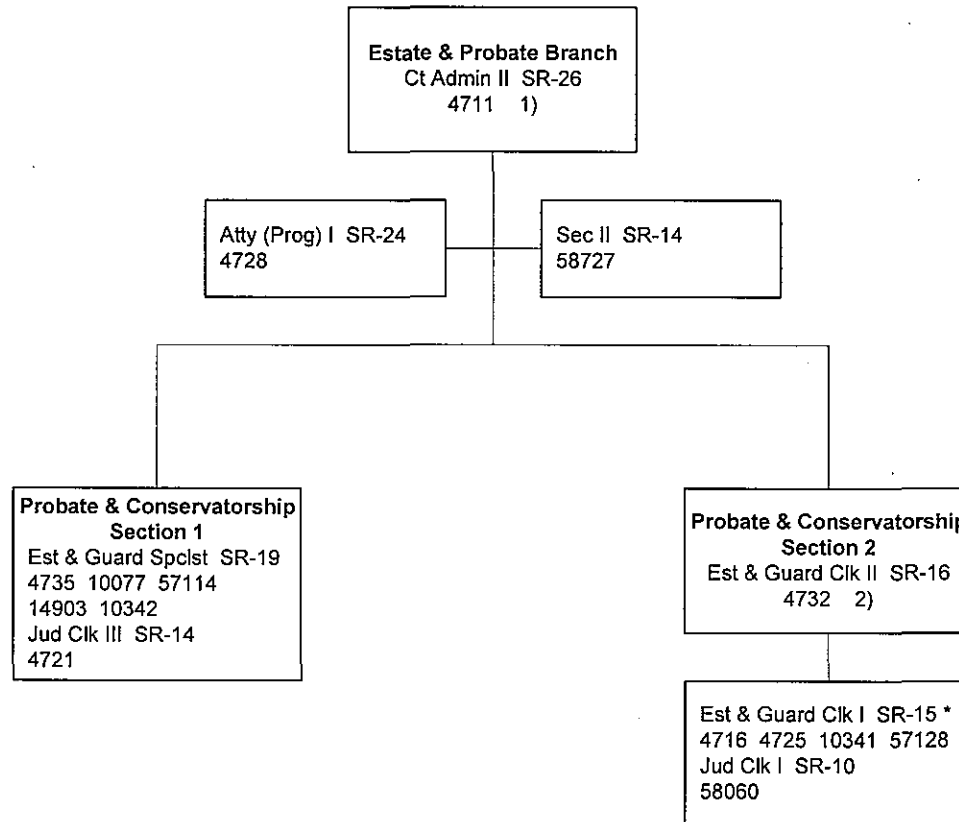 Estate & Probate Branch
Ct Admin II SR-26
4711 1)
Atty (Prog) I SR-24
4728
Sec II SR-14
58727
Probate & Conservatorship
Section 1
Est & Guard Spclst SR-19
4735 10077 57114
14903 10342
Jud Clk III SR-14
4721
Probate & Conservatorship
Section 2
Est & Guard Clk II SR-16
4732 2)
Est & Guard Clk I SR-15 *
4716 4725 10341 57128
Jud Clk I SR-10
58060